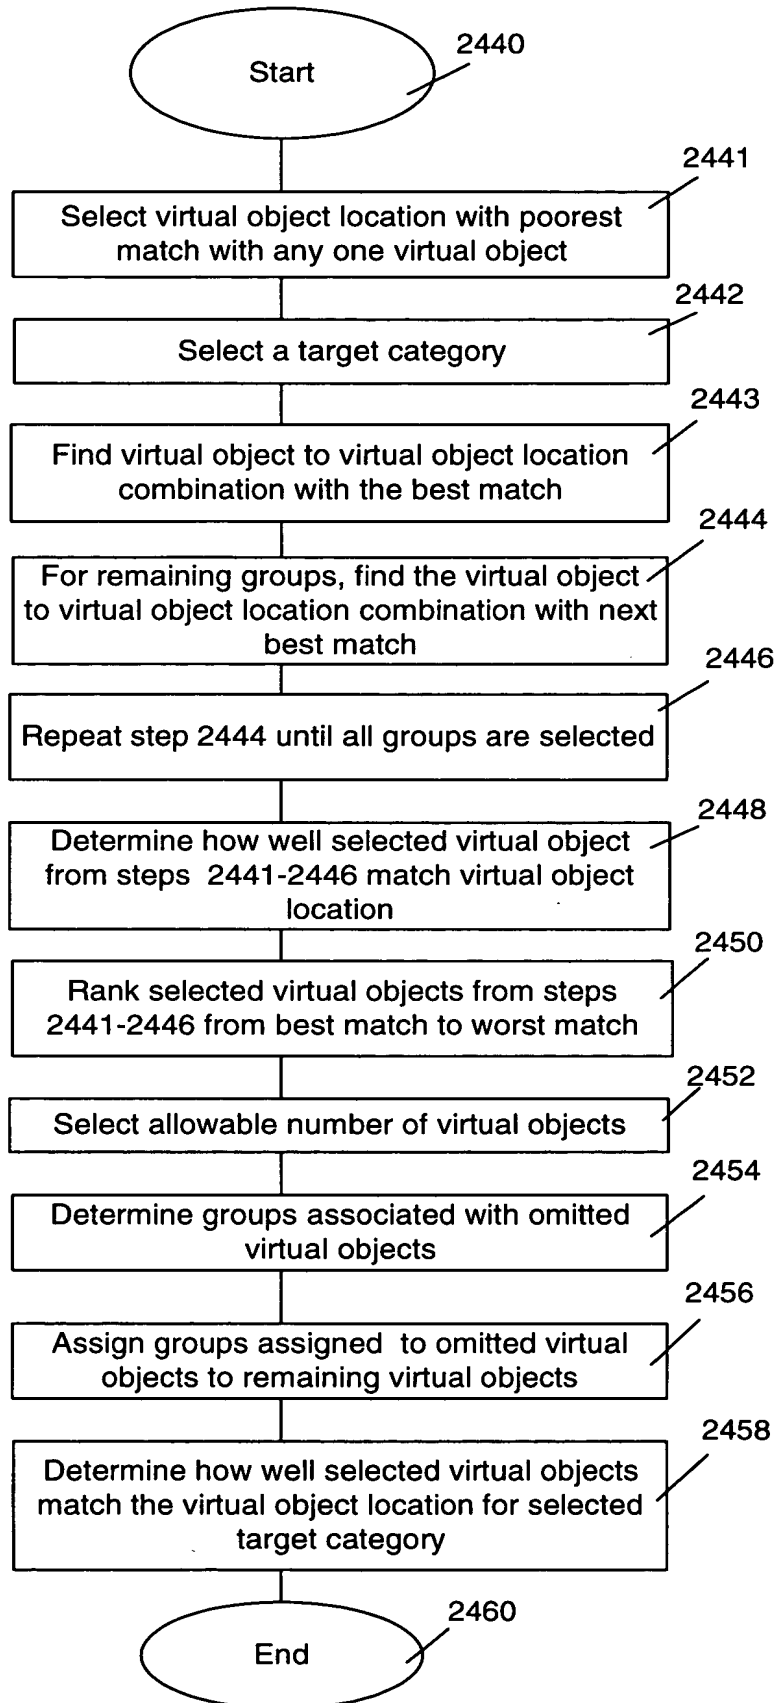 Start
2440
2441
Select virtual object location with poorest
match with any one virtual object
2442
Select a target category
2443
Find virtual object to virtual object location
combination with the best match
2444
For remaining groups, find the virtual object
to virtual object location combination with next
best match
2446
Repeat step 2444 until all groups are selected
2448
Determine how well selected virtual object
from steps 2441-2446 match virtual object
location
2450
Rank selected virtual objects from steps
2441-2446 from best match to worst match
2452
Select allowable number of virtual objects
2454
Determine groups associated with omitted
virtual objects
2456
Assign groups assigned to omitted virtual
objects to remaining virtual objects
2458
Determine how well selected virtual objects
match the virtual object location for selected
target category
2460
End